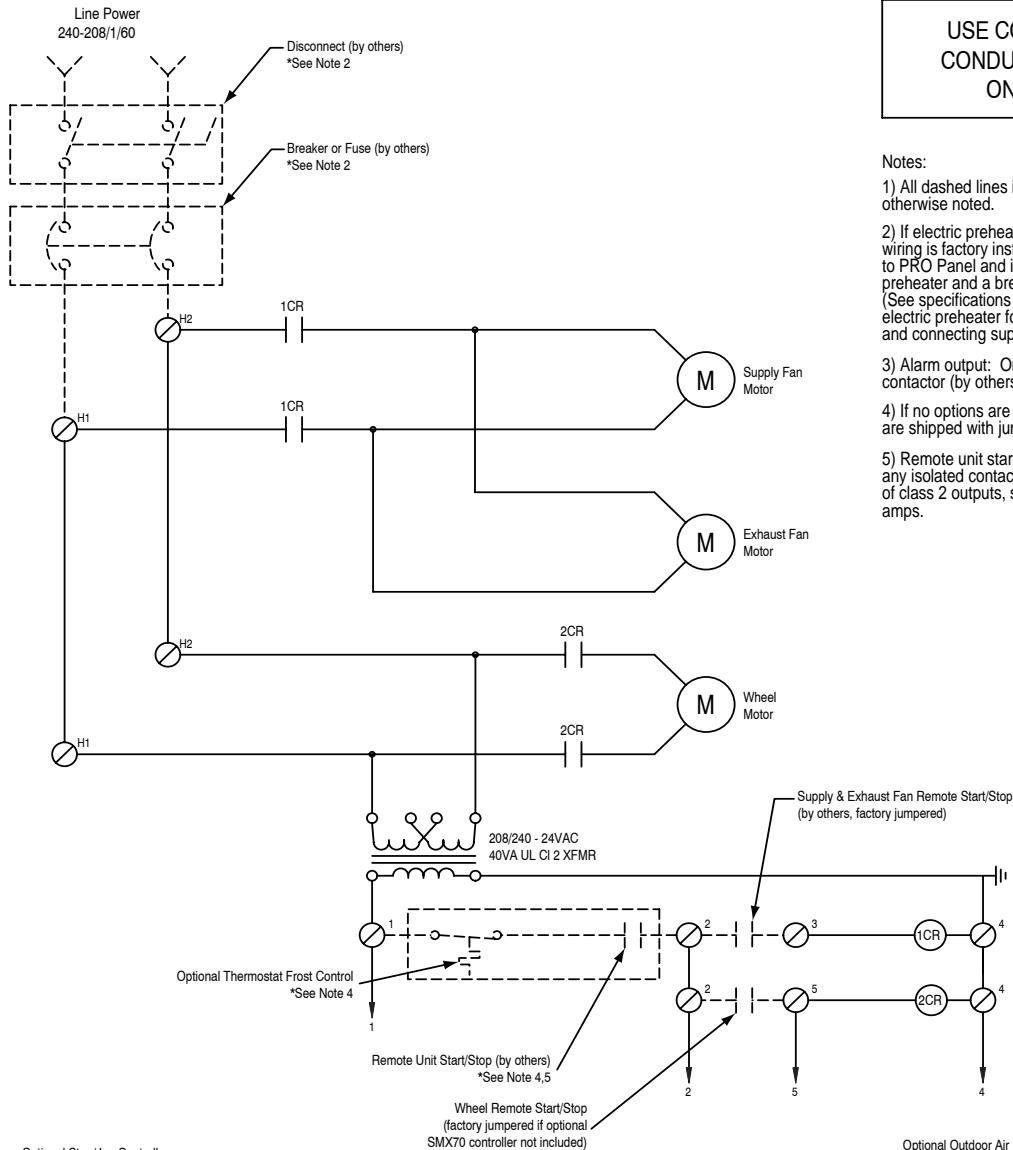 Line Power
240-208/1/60
Disconnect (by others)
*See Note 2
Breaker or Fuse (by others)
*See Note 2
USE CO
CONDU
ON
Notes:
1) All dashed lines i
otherwise noted.
2) If electric prehea
wiring is factory inst
to PRO Panel and i
preheater and a bre
(See specifications
electric preheater fo
and connecting sup
3) Alarm output: O
contactor (by others
4) If no options are
are shipped with jun
5) Remote unit star
any isolated contac
of class 2 outputs, s
amps.
H2
1CR
M
Supply Fan
Motor
H1
1CR
M
Exhaust Fan
Motor
H2
2CR
M
Wheel
Motor
H1
2CR
208/240 - 24VAC
40VA UL Cl 2 XFMR
Supply & Exhaust Fan Remote Start/Stop
(by others, factory jumpered)
1
2
3
1CR
4
Optional Thermostat Frost Control
*See Note 4
2
5
2CR
4
1
Remote Unit Start/Stop (by others)
*See Note 4,5
2
5
4
Wheel Remote Start/Stop
(factory jumpered if optional
SMX70 controller not included)
Optional Outdoor Air